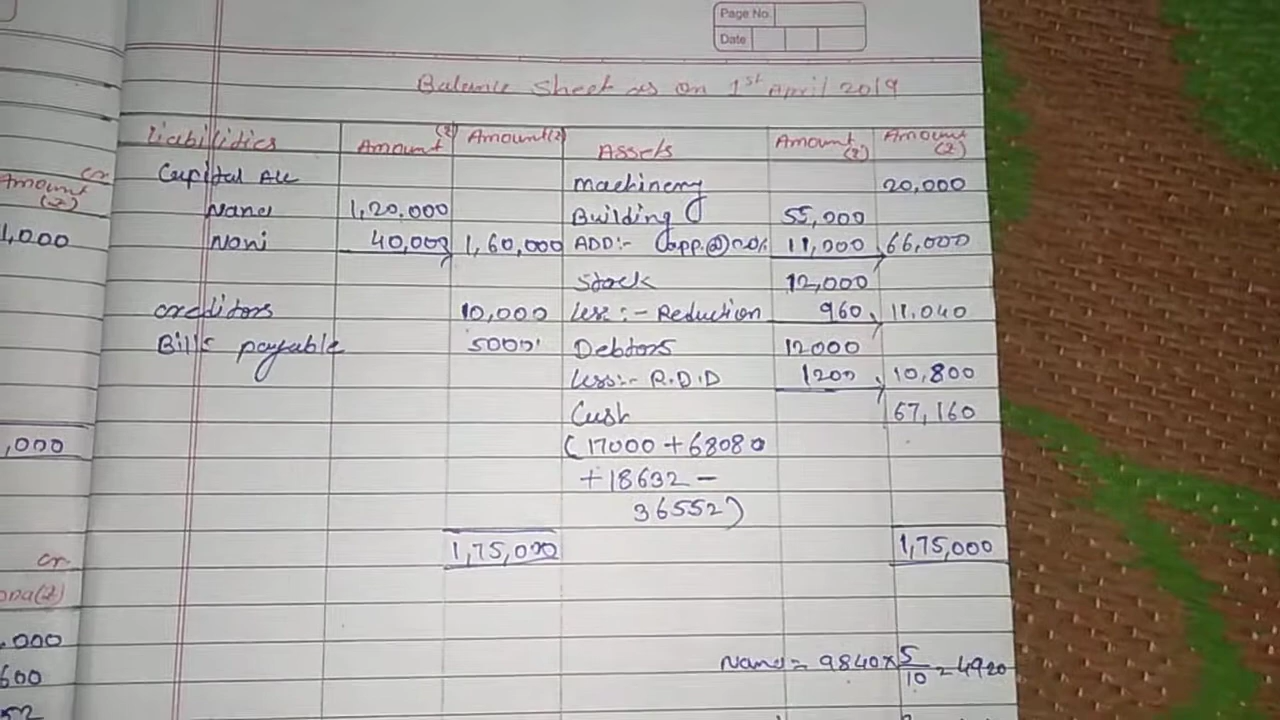 Page No.
Date
Balance Sheet as on 1st April 2019
Liabilities Amount (₹) Amount (₹) Assets Amount (₹) Amount (₹)
Capital A/c Machinery 20,000
Nana 1,20,000 Building 55,000
Noni 40,000 1,60,000 ADD:- (app.@20% 11,000 66,000
Stock 12,000
Creditors 10,000 Less:- Reduction 960 11,040
Bills payable 5000 Debtors 12000
Less:- R.D.D 1200 10,800
Cash 67,160
(17000 + 68080
+ 18632 -
36552)
1,75,000 1,75,000
Nana = 9840 x 5/10 = 4920
cr
Amount
(₹)
1,000
,000
cr.
,000
600
52